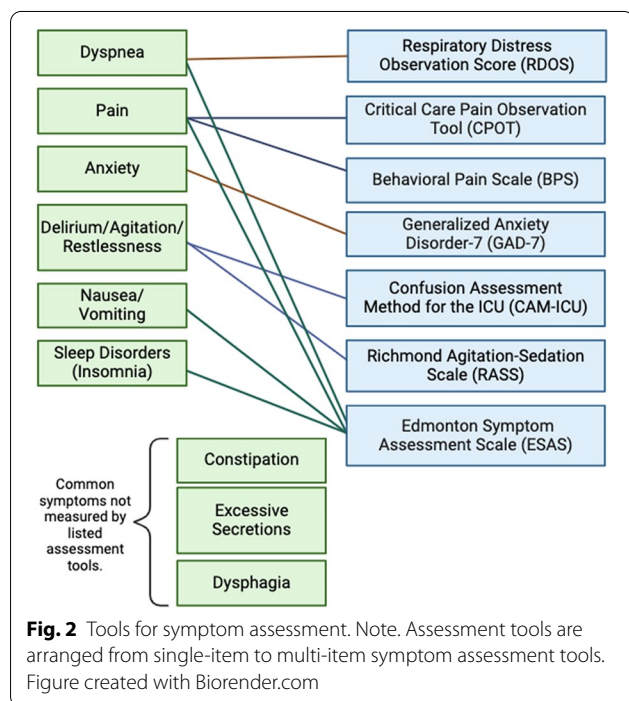 Dyspnea
Pain
Anxiety
Delirium/Agitation/
Restlessness
Nausea/
Vomiting
Sleep Disorders
(Insomnia)
Respiratory Distress
Observation Score (RDOS)
Critical Care Pain Observation
Tool (CPOT)
Behavioral Pain Scale (BPS)
Generalized Anxiety
Disorder-7 (GAD-7)
Confusion Assessment
Method for the ICU (CAM-ICU)
Richmond Agitation-Sedation
Scale (RASS)
Edmonton Symptom
Assessment Scale (ESAS)
Common
symptoms not
measured by
listed
assessment
tools.
Constipation
Excessive
Secretions
Dysphagia
Fig. 2 Tools for symptom assessment. Note. Assessment tools are
arranged from single-item to multi-item symptom assessment tools.
Figure created with Biorender.com